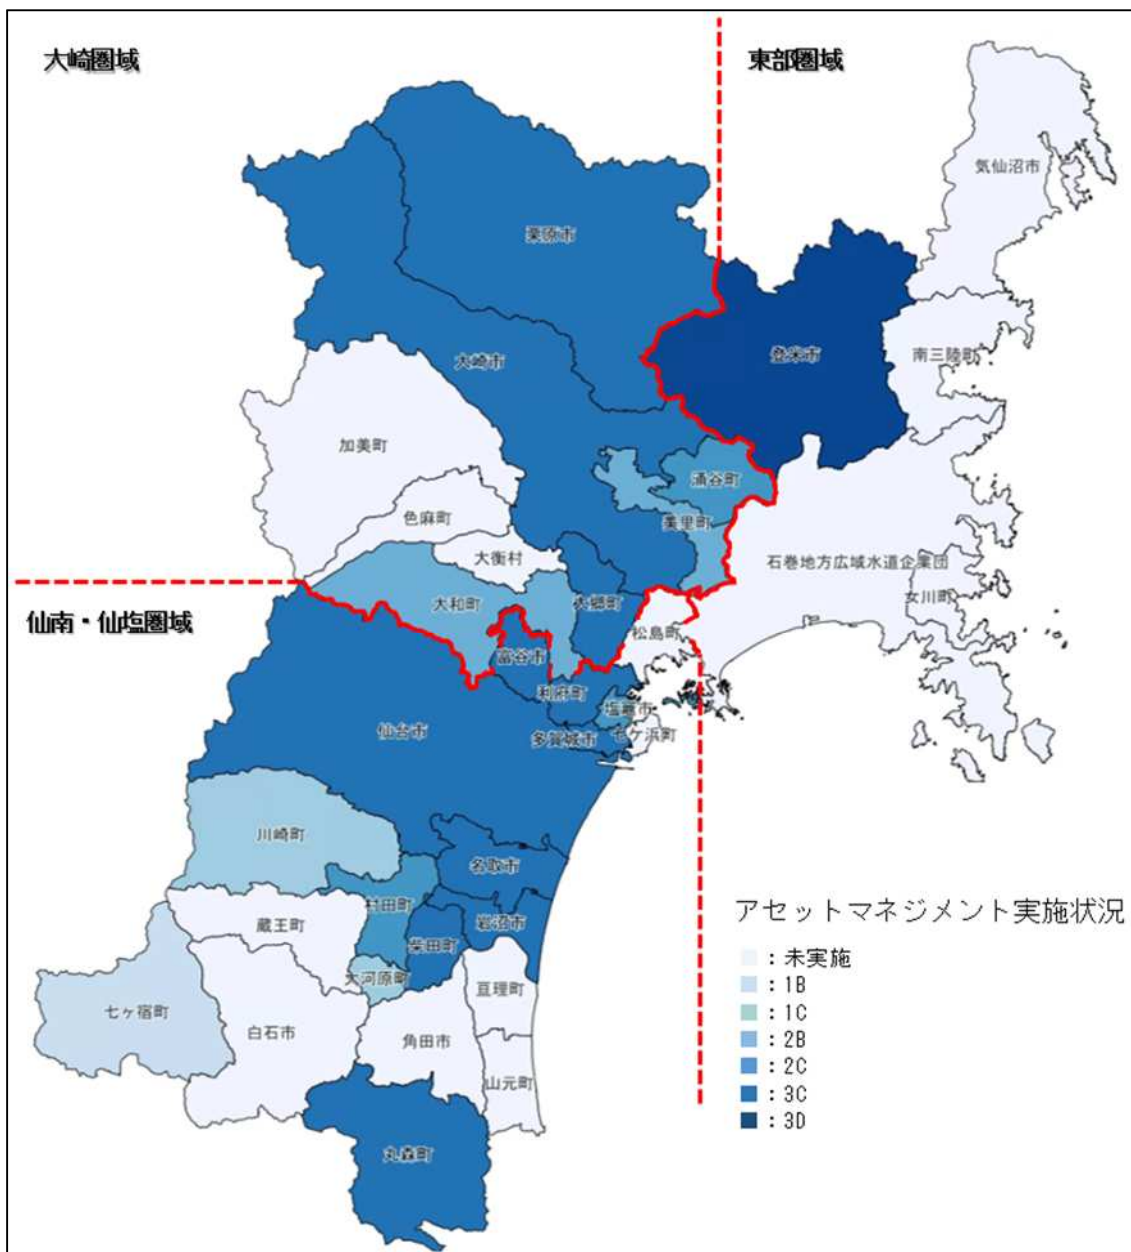 大崎圏域
東部圏域
気仙沼市
栗原市
登米市
南三陸町
大崎市
加美町
涌谷町
色麻町
美里町
大衡村
石巻地方広域水道企業団
女川町
大和町
大郷町
仙南・仙塩圏域
松島町
富谷市
利府町
塩竈市
仙台市
多賀城市
七ヶ浜町
川崎町
名取市
村田町
岩沼市
蔵王町
柴田町
大河原町
亘理町
七ヶ宿町
白石市
角田市
山元町
丸森町
アセットマネジメント実施状況
：未実施
：1B
：1C
：2B
：2C
：3C
：3D